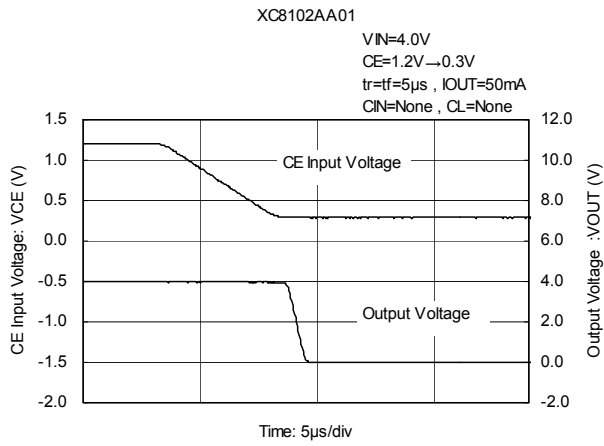 XC8102AA01
VIN=4.0V
CE=1.2V→0.3V
tr=tf=5μs , IOUT=50mA
CIN=None , CL=None
CE Input Voltage: VCE (V)
1.5
1.0
0.5
0.0
-0.5
-1.0
-1.5
-2.0
CE Input Voltage
Output Voltage
12.0
10.0
8.0
6.0
4.0
2.0
0.0
-2.0
Output Voltage :VOUT (V)
Time: 5μs/div